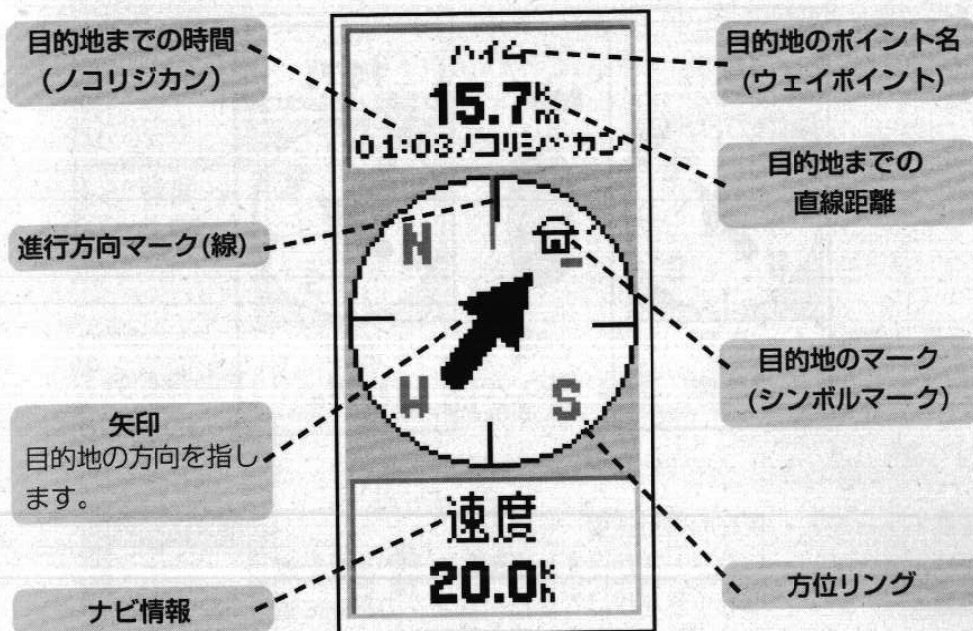 目的地までの時間
(ノコリジカン)
進行方向マーク(線)
矢印
目的地の方向を指し
ます。
ナビ情報
ハイム
15.7km
01:03ノコリジカン
N
W
S
速度
20.0kh
目的地のポイント名
(ウェイポイント)
目的地までの
直線距離
目的地のマーク
(シンボルマーク)
方位リング